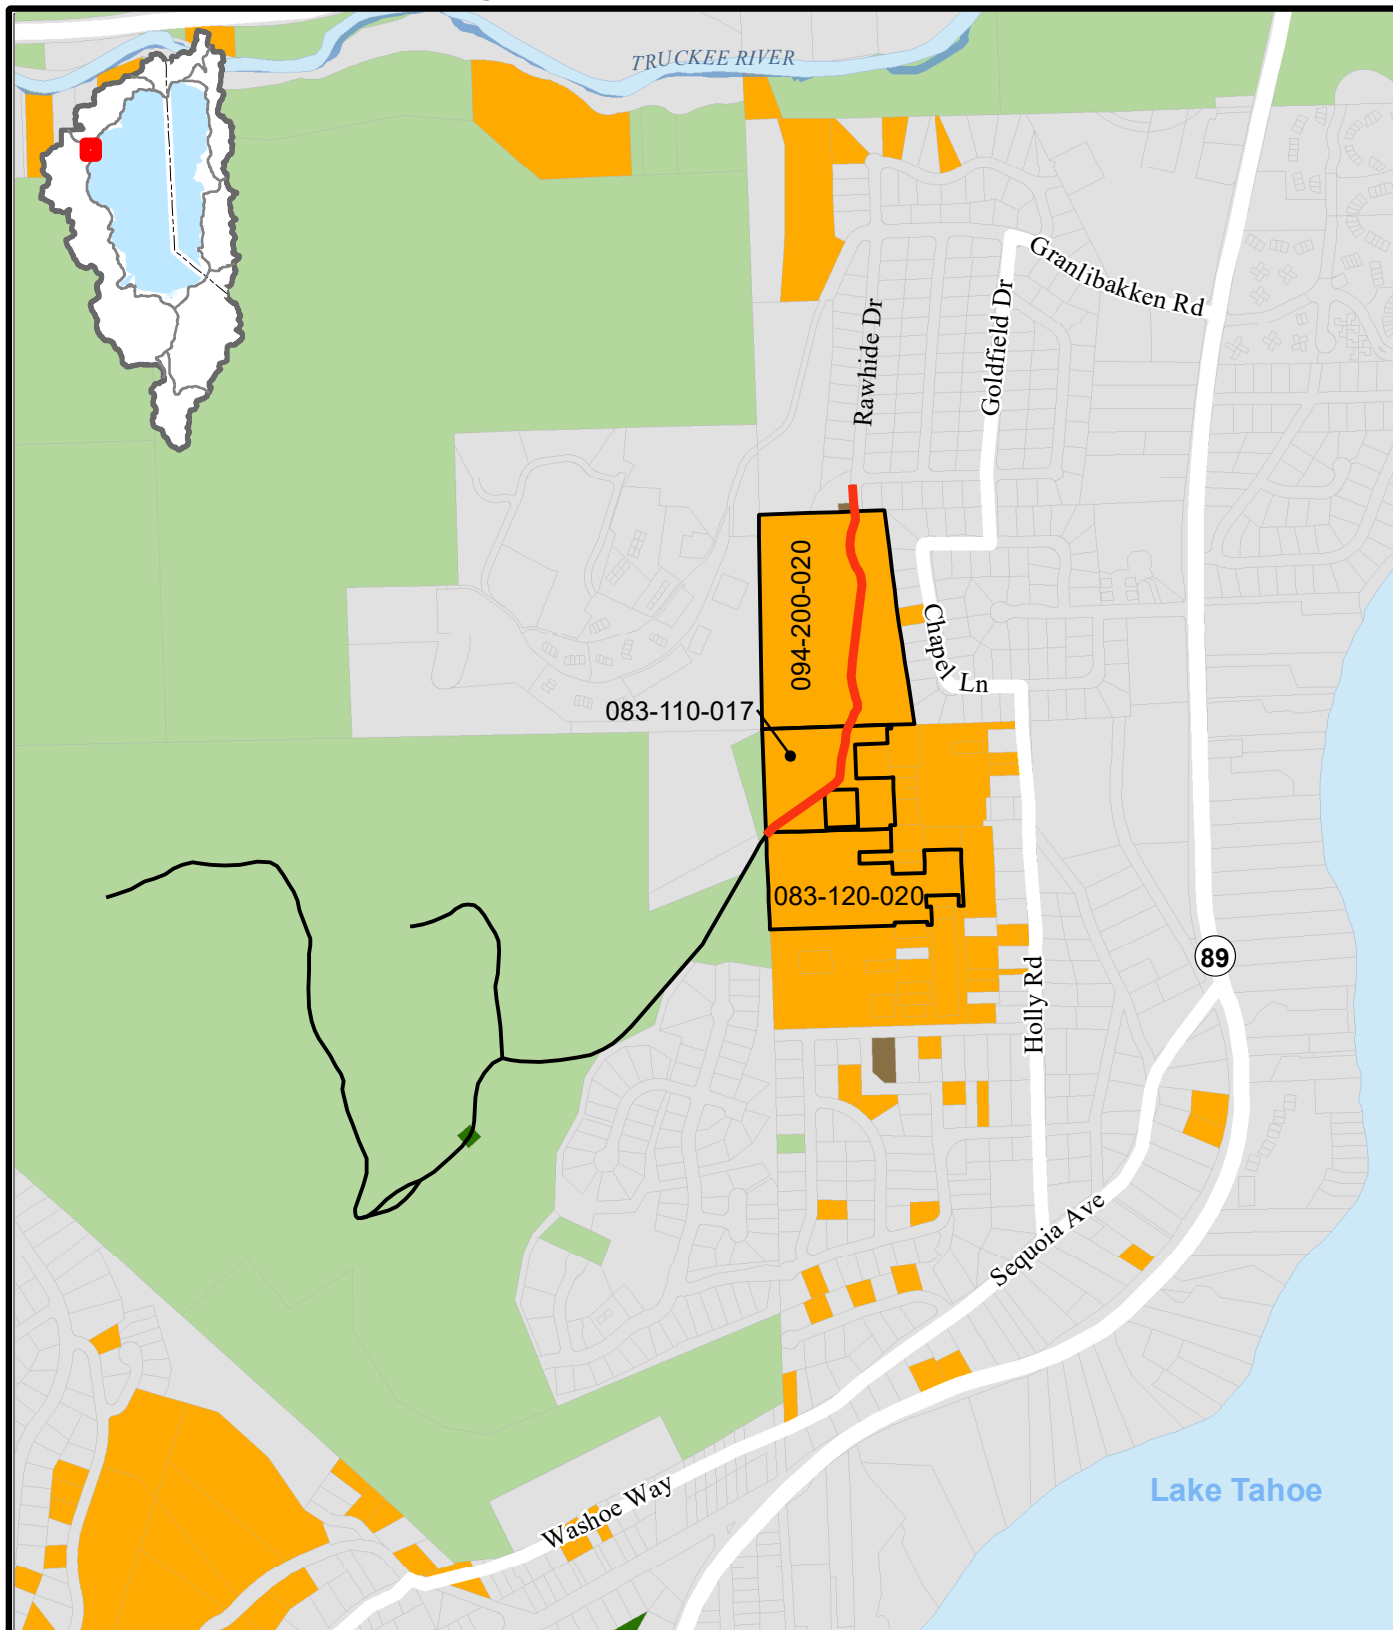 TRUCKEE RIVER
Granlibakken Rd
Goldfield Dr
Rawhide Dr
094-200-020
Chapel Ln
083-110-017
083-120-020
89
Holly Rd
Sequoia Ave
Washoe Way
Lake Tahoe